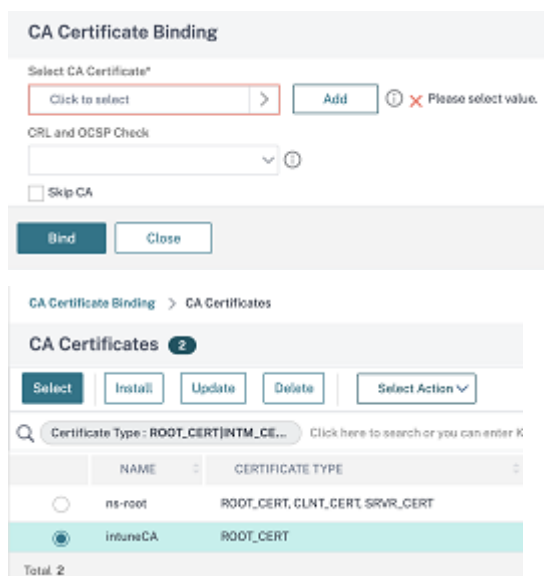 CA Certificate Binding
Select CA Certificate*
Click to select > Add Please select value.
CRL and OCSP Check
Skip CA
Bind Close
CA Certificate Binding > CA Certificates
CA Certificates 2
Select Install Update Delete Select Action
Certificate Type : ROOT_CERT|INTM_CE... Click here to search or you can enter K
NAME CERTIFICATE TYPE
ns-root ROOT_CERT, CLNT_CERT, SRVR_CERT
intuneCA ROOT_CERT
Total 2